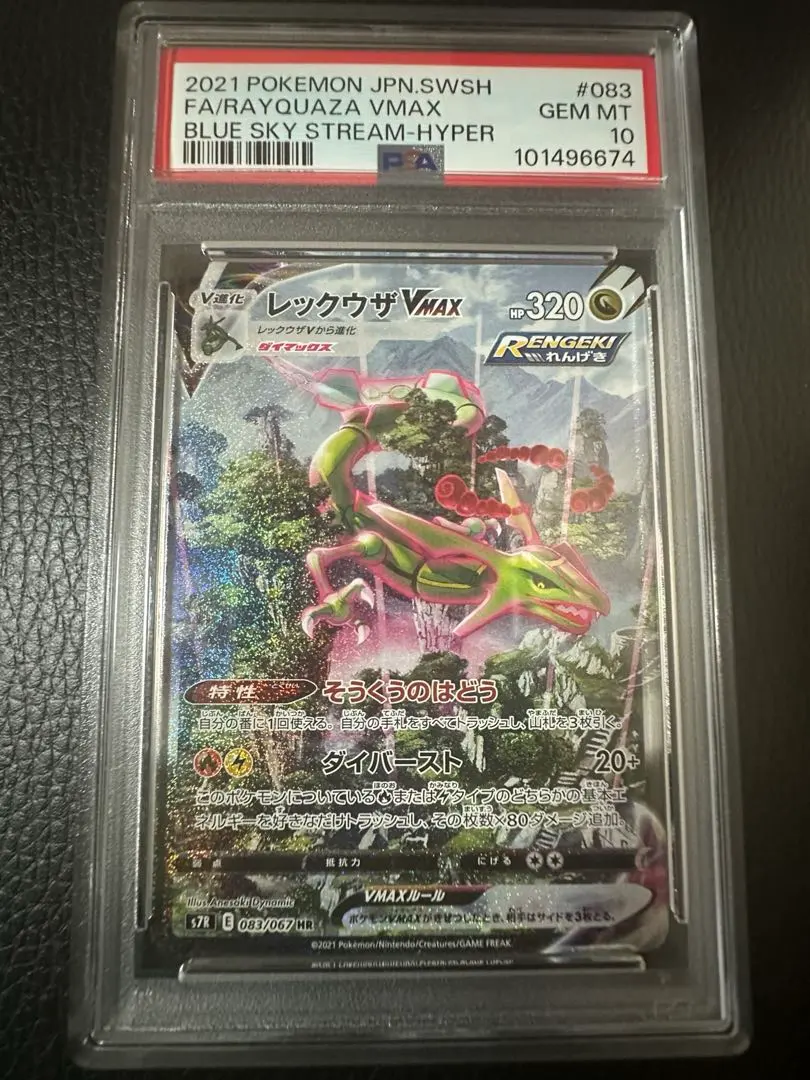 2021 POKEMON JPN.SWSH #083
FA/RAYQUAZA VMAX GEM MT
BLUE SKY STREAM-HYPER 10
PSA 101496674
V進化 レックウザVMAX HP320
レックウザVから進化
ダイマックス
RENGEKI
れんげき
特性 そうくうのはどう
自分の番に1回使える。自分の手札をすべてトラッシュし、山札を3枚引く。
ダイバースト 20+
このポケモンについている または タイプのどちらかの基本エ
ネルギーを好きなだけトラッシュし、その枚数×80ダメージ追加。
弱点 抵抗力 にげる
Illus. Anesaki Dynamic
VMAXルール
s7R E 083/067 HR
ポケモンVMAXがきぜつしたとき、相手はサイドを3枚とる。
©2021 Pokémon/Nintendo/Creatures/GAME FREAK